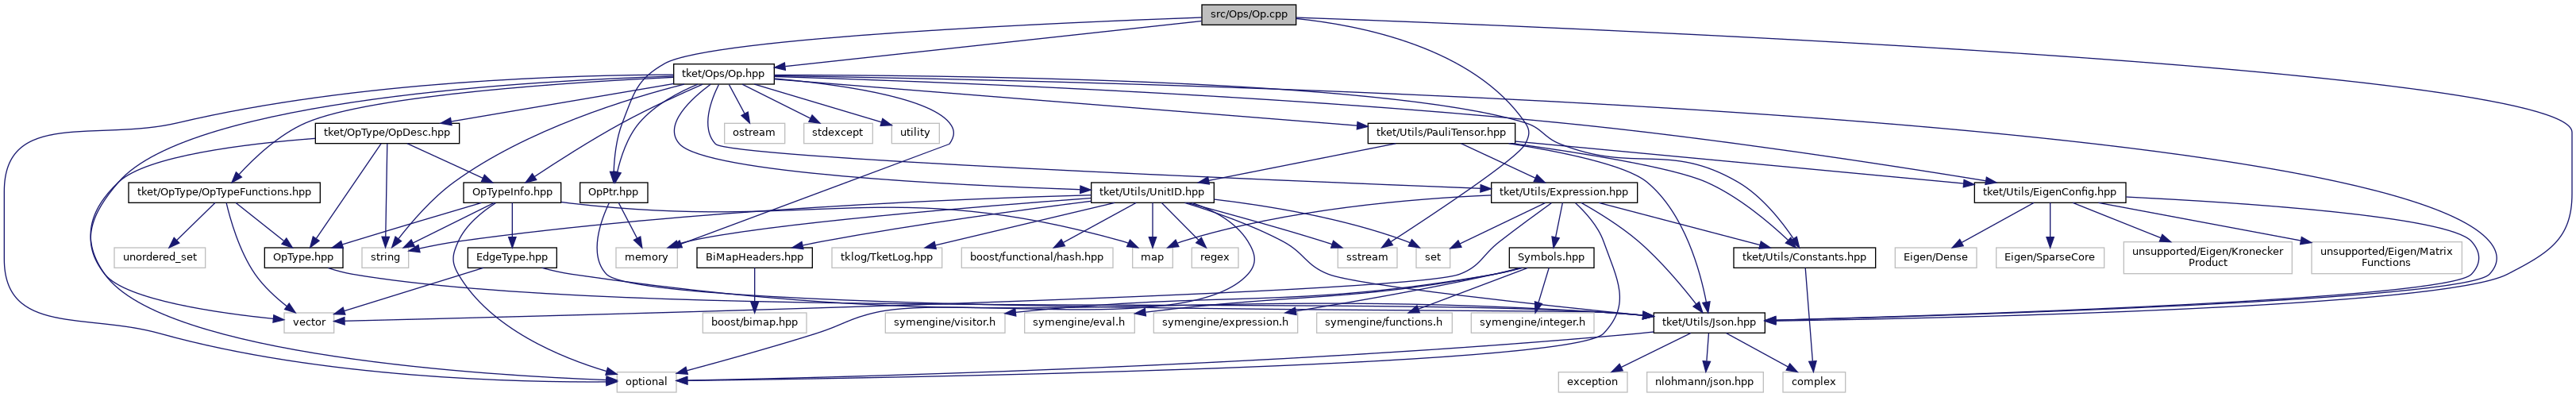 src/Ops/Op.cpp
tket/Ops/Op.hpp
tket/OpType/OpDesc.hpp
ostream
stdexcept
utility
tket/Utils/PauliTensor.hpp
tket/OpType/OpTypeFunctions.hpp
OpTypeInfo.hpp
OpPtr.hpp
tket/Utils/UnitID.hpp
tket/Utils/Expression.hpp
tket/Utils/EigenConfig.hpp
unordered_set
OpType.hpp
string
EdgeType.hpp
memory
BiMapHeaders.hpp
tklog/TketLog.hpp
boost/functional/hash.hpp
map
regex
sstream
set
Symbols.hpp
tket/Utils/Constants.hpp
Eigen/Dense
Eigen/SparseCore
unsupported/Eigen/Kronecker
Product
unsupported/Eigen/Matrix
Functions
vector
boost/bimap.hpp
symengine/visitor.h
symengine/eval.h
symengine/expression.h
symengine/functions.h
symengine/integer.h
tket/Utils/Json.hpp
optional
exception
nlohmann/json.hpp
complex